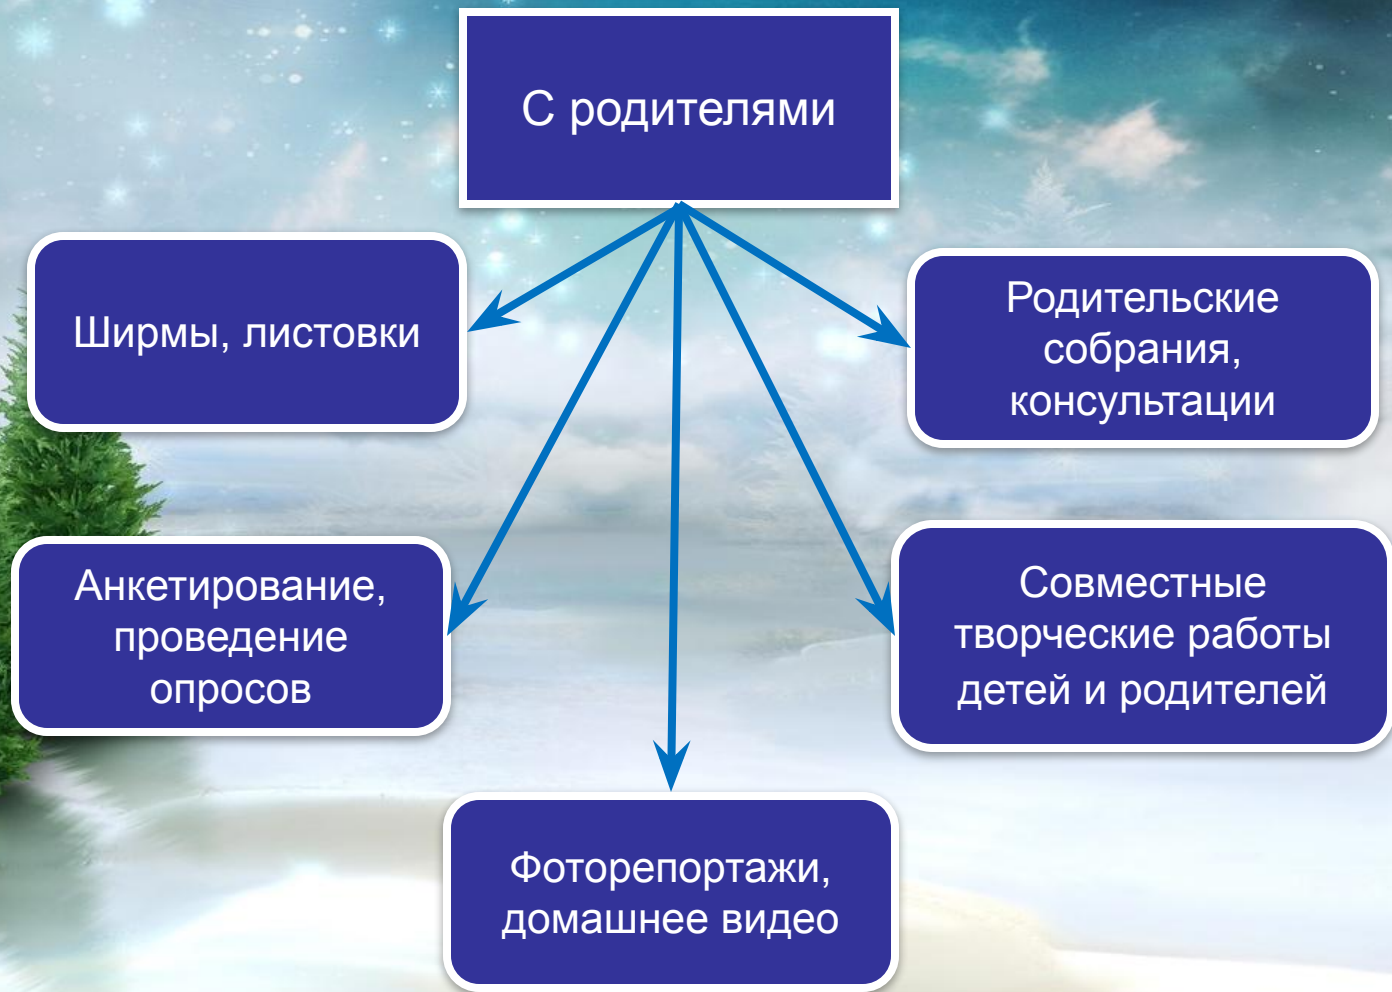 С родителями
Ширмы, листовки
Родительские
собрания,
консультации
Анкетирование,
проведение
опросов
Совместные
творческие работы
детей и родителей
Фоторепортажи,
домашнее видео